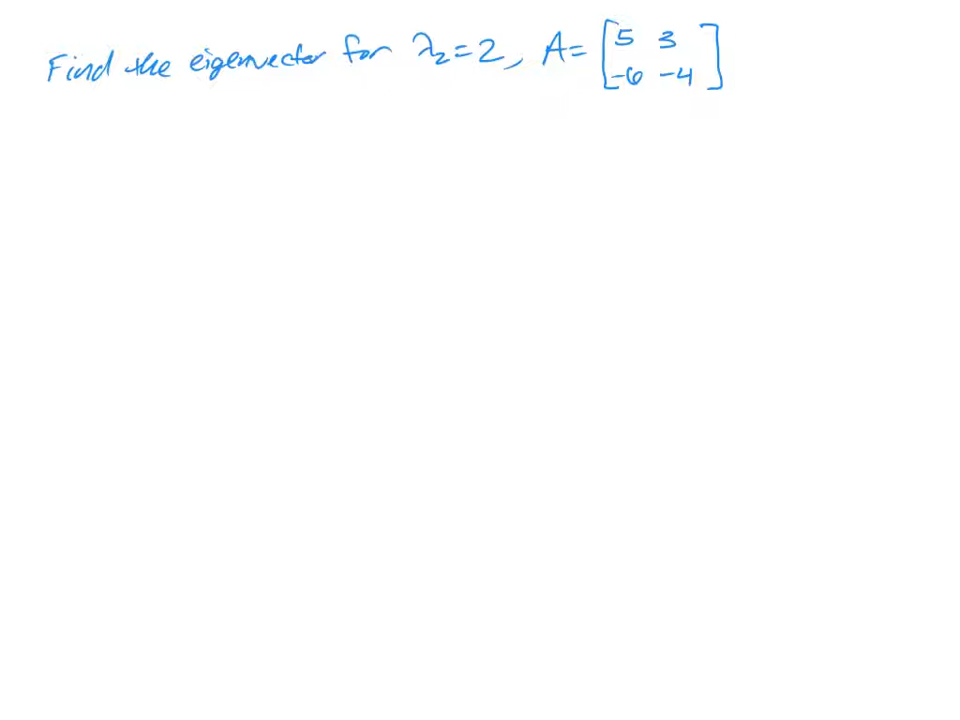 Find the eigenvector for λ₂=2, A= [5 3; -6 -4]